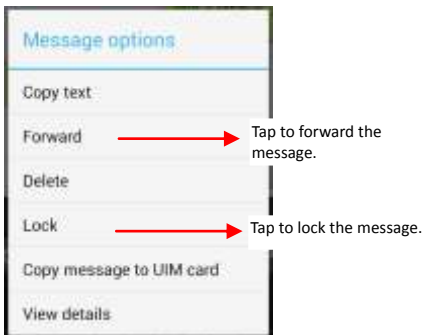 Message options
Copy text
Forward
Tap to forward the
message.
Delete
Lock
Tap to lock the message.
Copy message to UIM card
View details